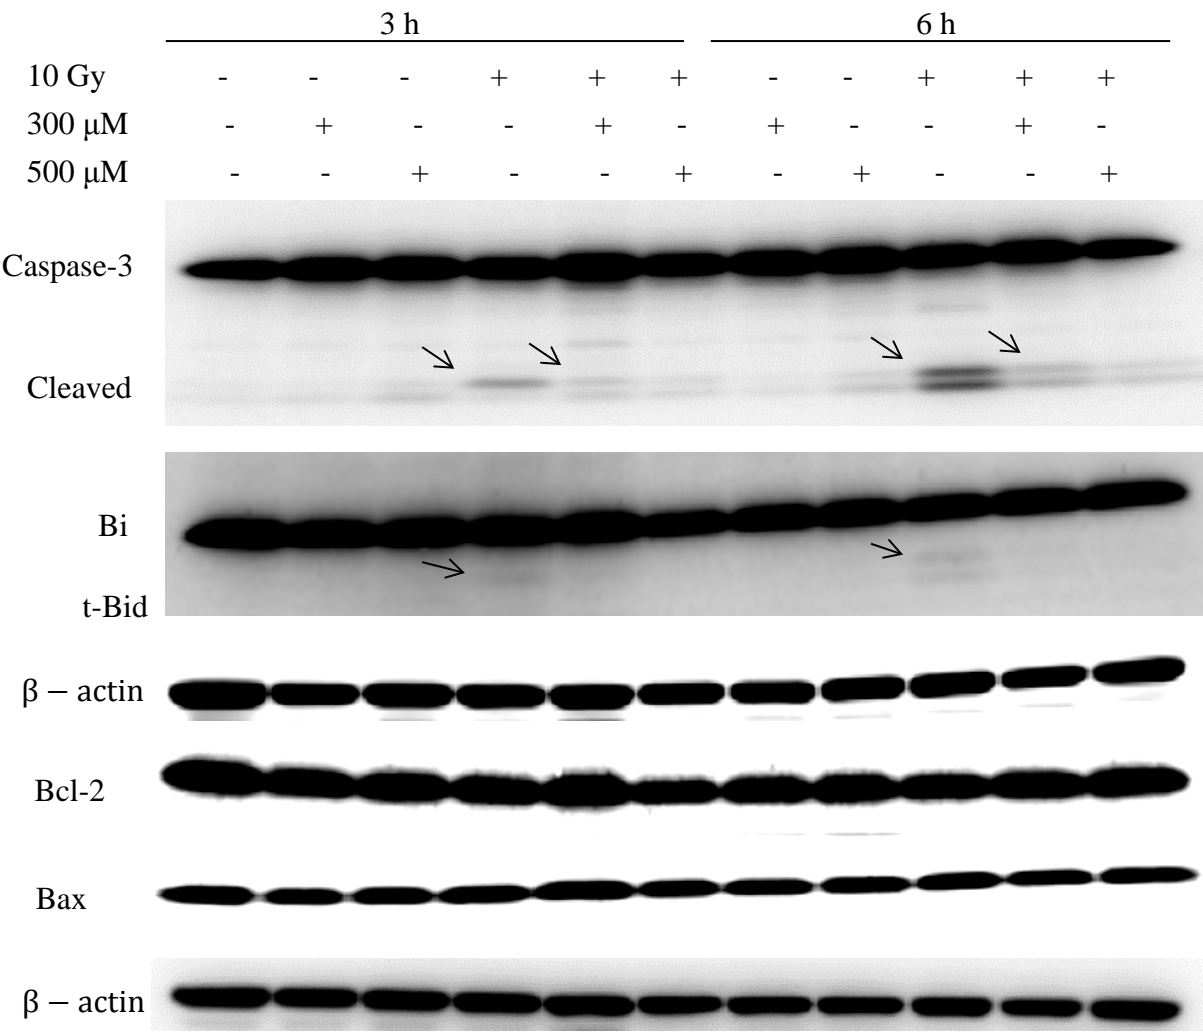 3 h 6 h
10 Gy - - - + + + - - + + +
300 μM - + - - + - + - - + -
500 μM - - + - - + - + - - +
Caspase-3
Cleaved
Bi
t-Bid
β − actin
Bcl-2
Bax
β − actin